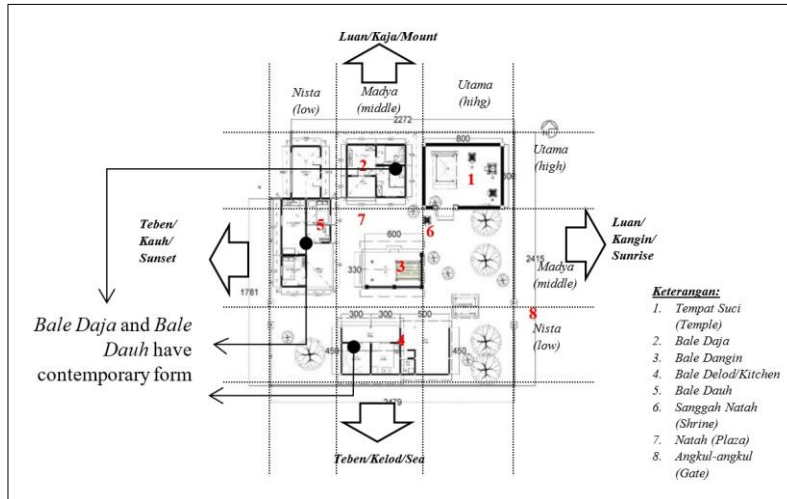 Luan/Kaja/Mount
Nista
(low)
Madya
(middle)
Utama
(hihg)
2272
600
Utama
(high)
1
2
5
7
6
Teben/
Kauh/
Sunset
Luan/
Kangin/
Sunrise
600
330
3
2415
Madya
(middle)
1781
8
Nista
(low)
300
300
500
450
4
450
Bale Daja and Bale
Dauh have
contemporary form
2479
Teben/Kelod/Sea
Keterangan:
1. Tempat Suci
(Temple)
2. Bale Daja
3. Bale Dangin
4. Bale Delod/Kitchen
5. Bale Dauh
6. Sanggah Natah
(Shrine)
7. Natah (Plaza)
8. Angkul-angkul
(Gate)